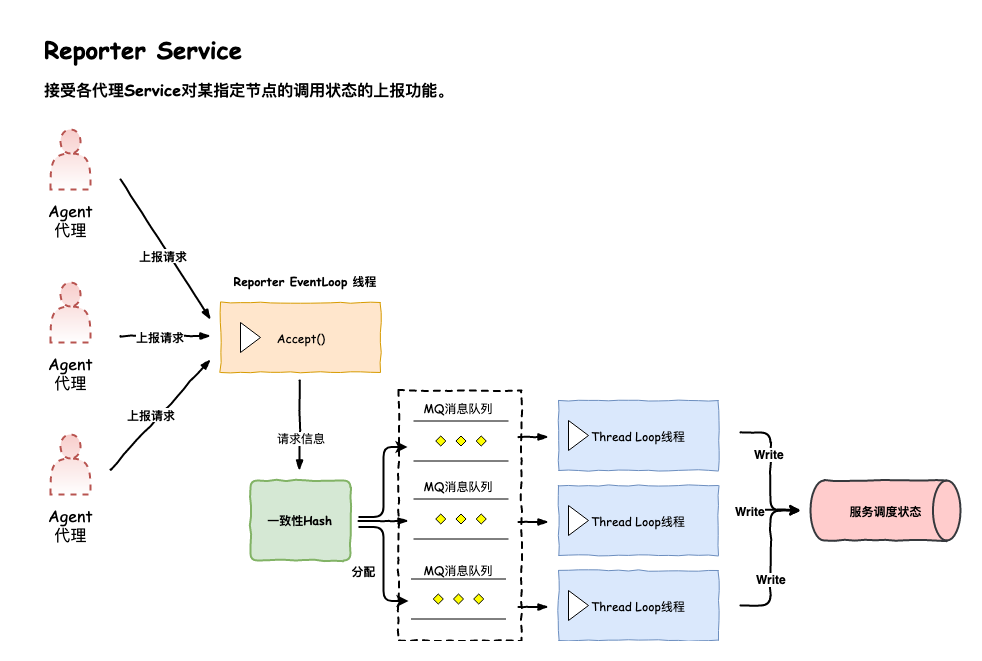 Reporter Service
接受各代理Service对某指定节点的调用状态的上报功能。
Agent
代理
上报请求
Agent
代理
上报请求
Agent
代理
上报请求
Reporter EventLoop 线程
Accept()
请求信息
一致性Hash
分配
MQ消息队列
MQ消息队列
MQ消息队列
Thread Loop线程
Thread Loop线程
Thread Loop线程
Write
Write
Write
服务调度状态